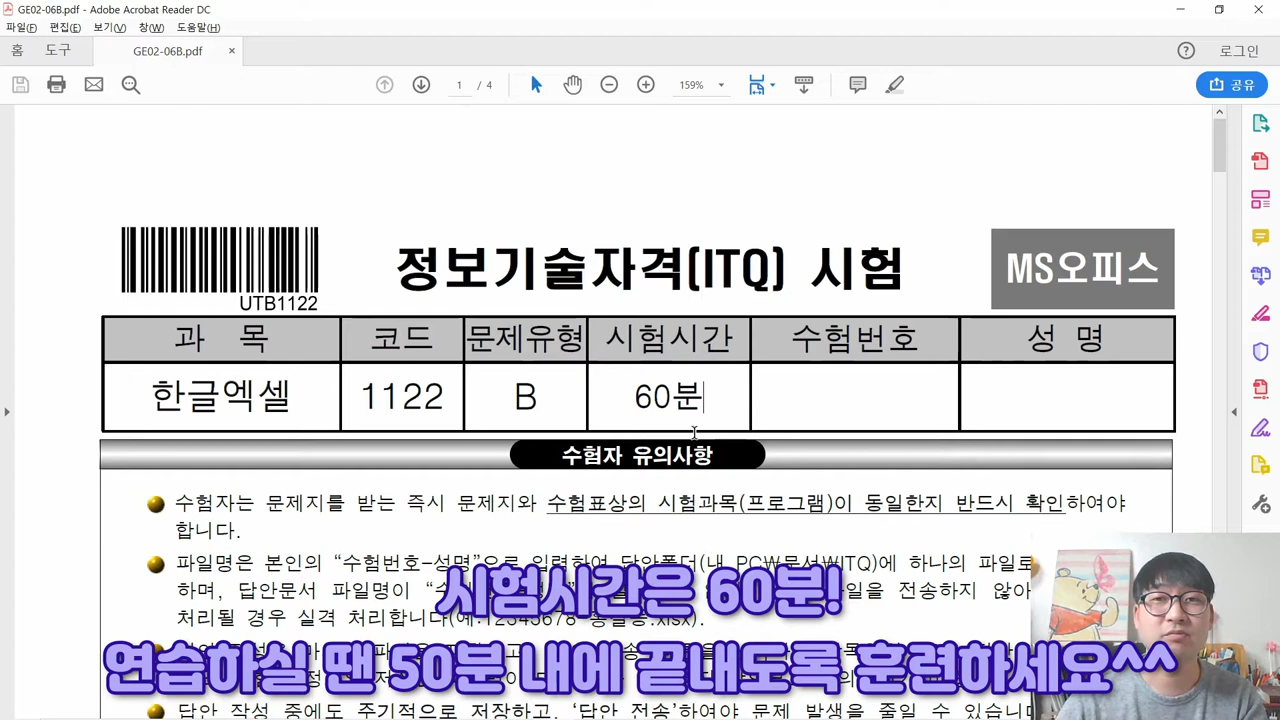 GE02-06B.pdf - Adobe Acrobat Reader DC
파일(F) 편집(E) 보기(V) 창(W) 도움말(H)
홈 도구 GE02-06B.pdf × 로그인
1 / 4 159% 공유
UTB1122
정보기술자격(ITQ) 시험
MS오피스
과 목 코드 문제유형 시험시간 수험번호 성 명
한글엑셀 1122 B 60분
수험자 유의사항
수험자는 문제지를 받는 즉시 문제지와 수험표상의 시험과목(프로그램)이 동일한지 반드시 확인하여야
합니다.
파일명은 본인의 “수험번호-성명”으로 입력하여 답안폴더(내 PC₩문서₩ITQ)에 하나의 파일로
하며, 답안문서 파일명이 일을 전송하지 않아
처리될 경우 실격 처리합니다(예:12345678
시험시간은 60분!
연습하실 땐 50분 내에 끝내도록 훈련하세요^^
답안 작성 중에도 주기적으로 저장하고, ‘답안 전송’하여야 문제 발생을 줄일 수 있습니다